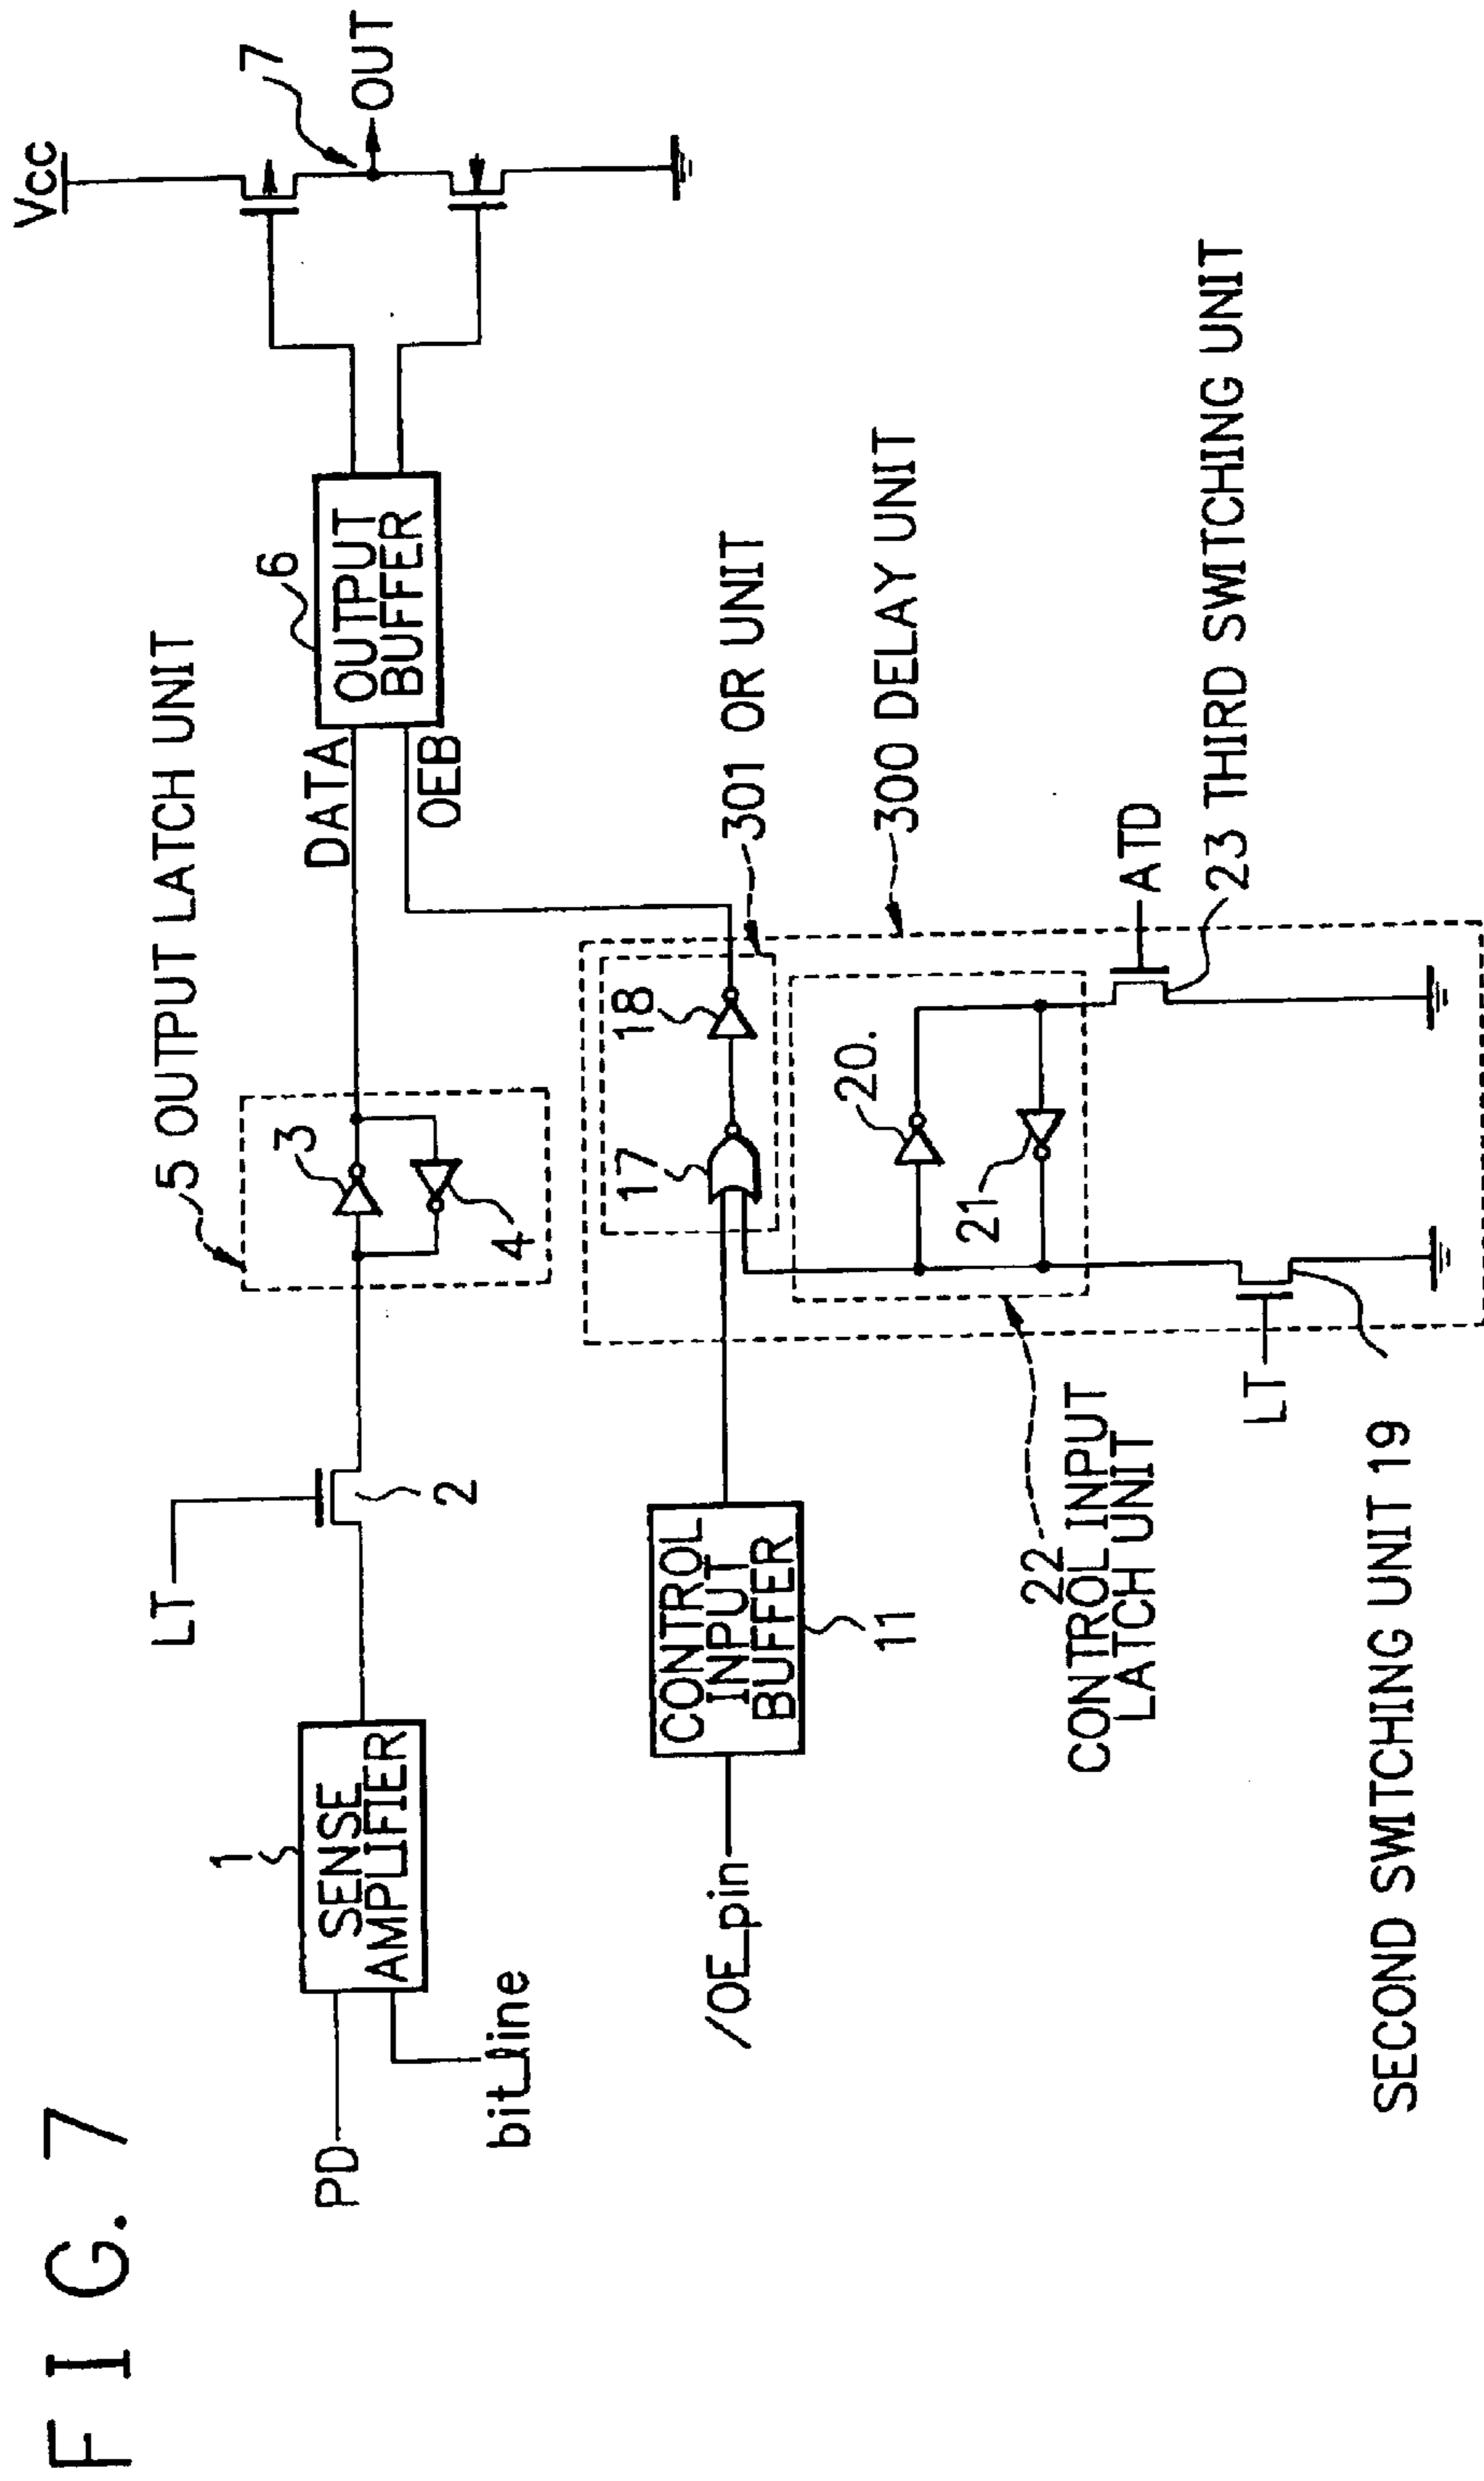 FIG. 7
PD
bit_line
1
SENSE
AMPLIFIER
LT
2
5 OUTPUT LATCH UNIT
3
4
DATA
OEB
6
OUTPUT
BUFFER
Vcc
7
OUT
/OE_pin
CONTROL
INPUT
BUFFER
11
17
18
301 OR UNIT
300 DELAY UNIT
20.
21
22
CONTROL INPUT
LATCH UNIT
LT
SECOND SWITCHING UNIT 19
ATD
23 THIRD SWITCHING UNIT